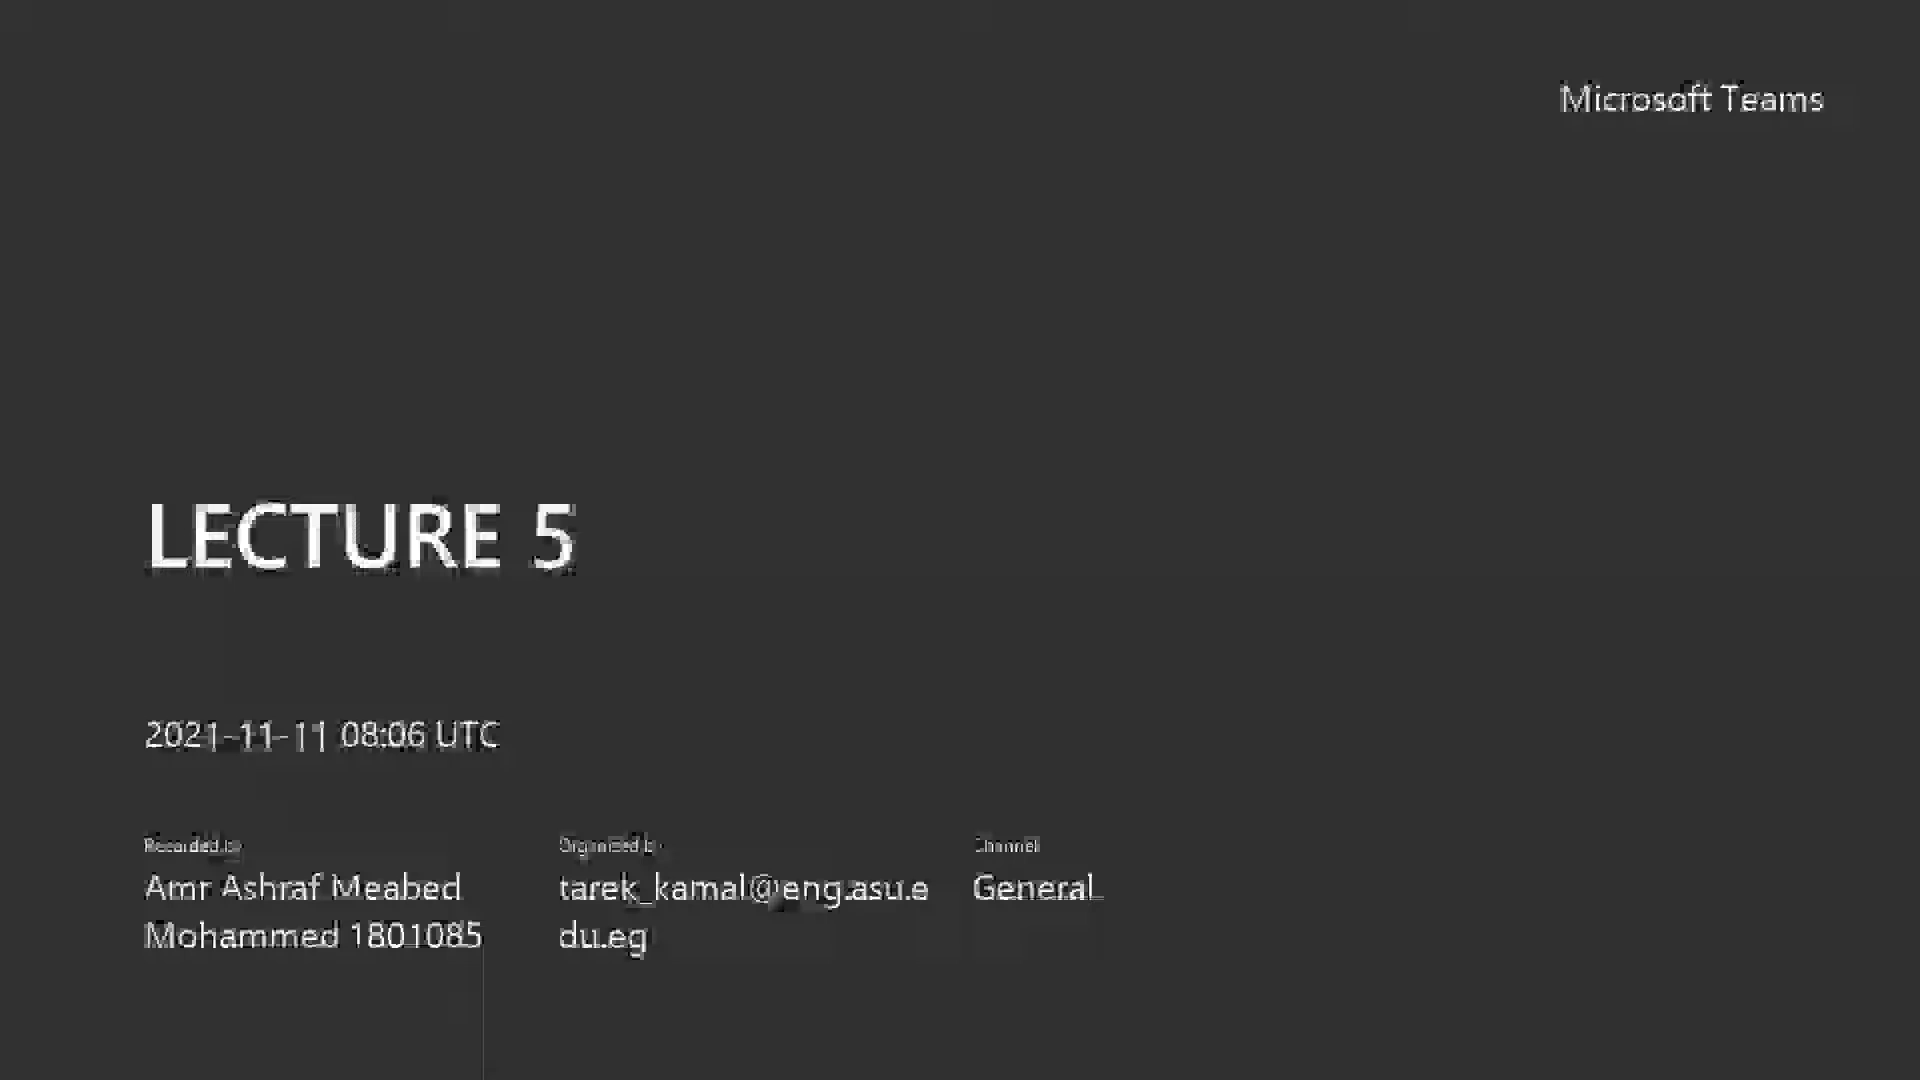 Microsoft Teams
LECTURE 5
2021-11-11 08:06 UTC
Recorded by
Organized by
Channel
Amr Ashraf Meabed
Mohammed 1801085
tarek_kamal@eng.asu.e
du.eg
General